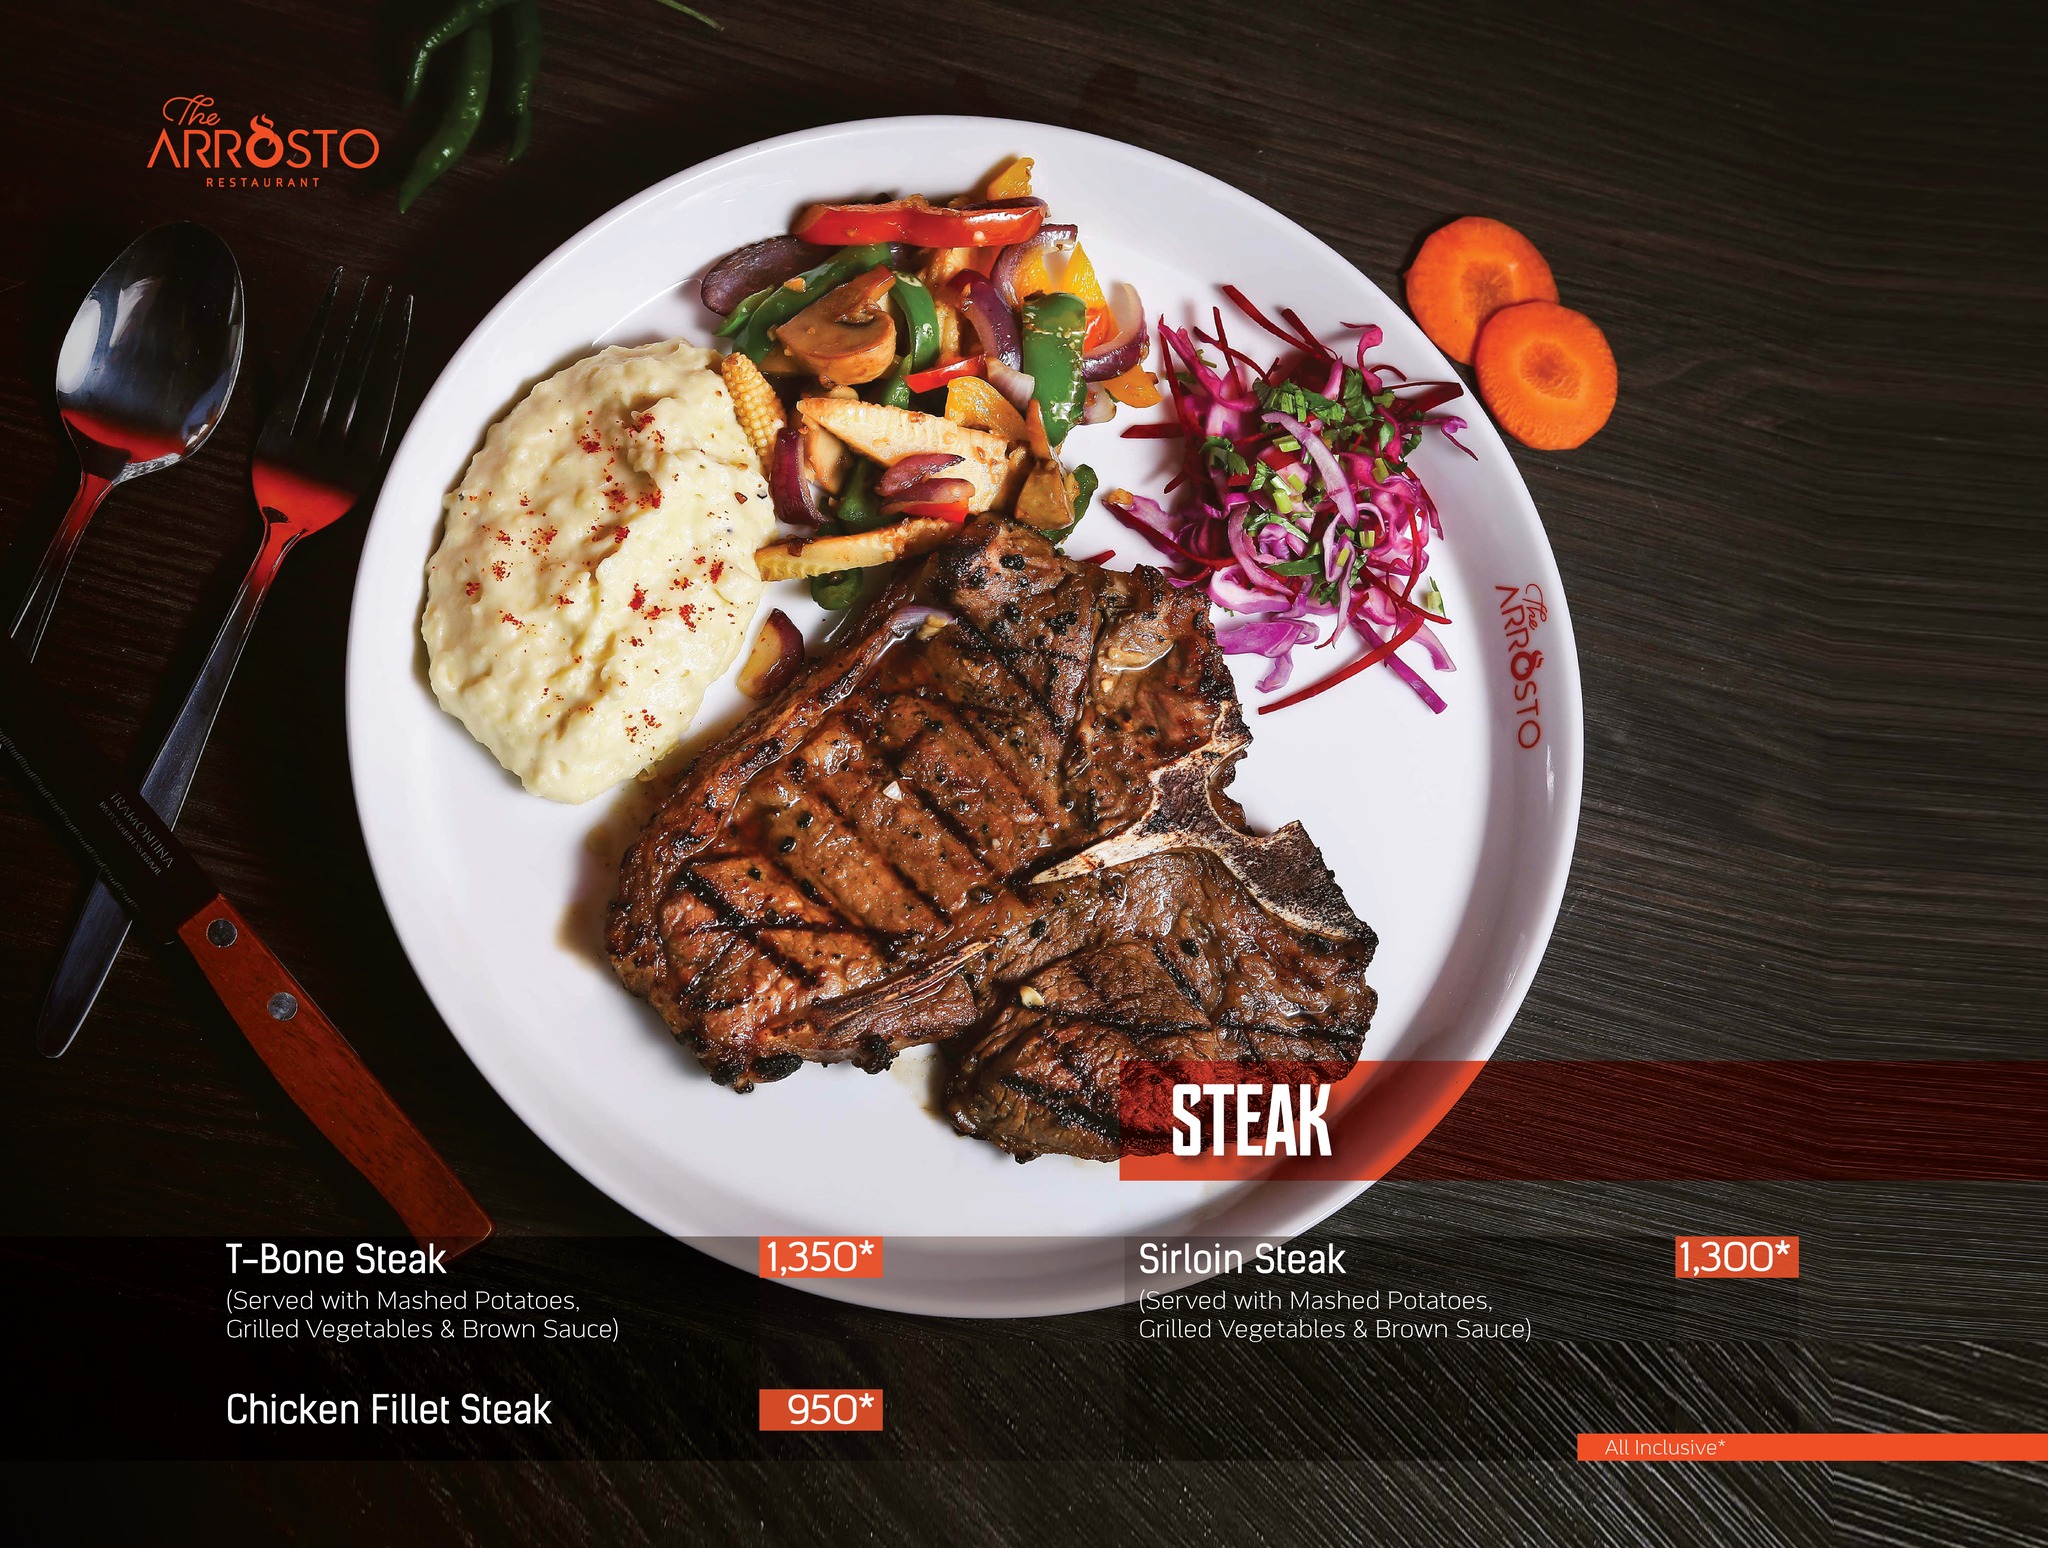 The
ARROSTO
RESTAURANT
The
ARROSTO
TRAMONTINA
STEAK
T-Bone Steak 1,350*
(Served with Mashed Potatoes,
Grilled Vegetables & Brown Sauce)
Sirloin Steak 1,300*
(Served with Mashed Potatoes,
Grilled Vegetables & Brown Sauce)
Chicken Fillet Steak 950*
All Inclusive*